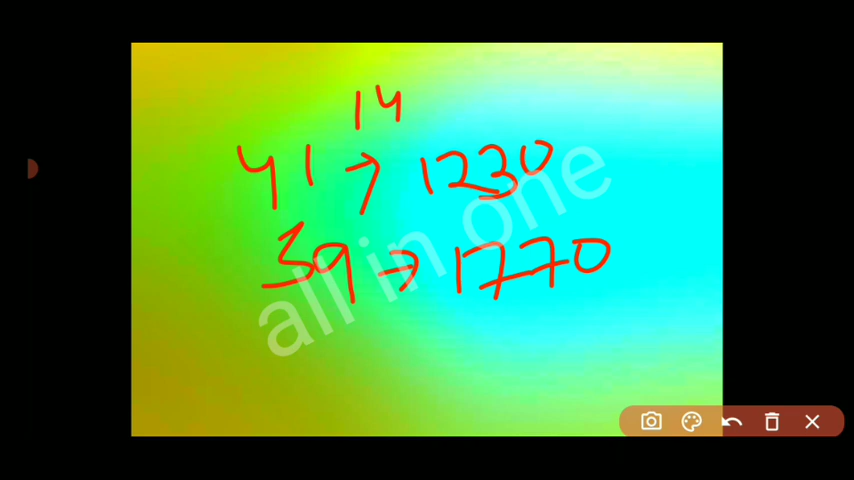 14
41 → 1230
39 → 1770
all in one